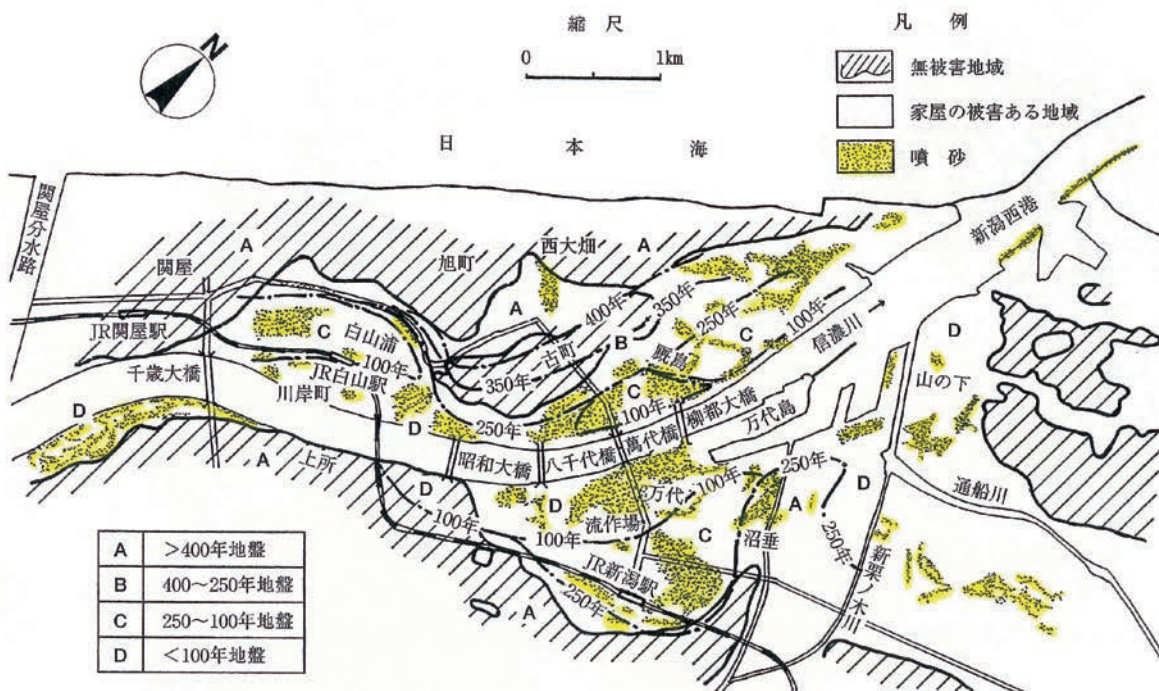 縮 尺
0 1km
凡 例
無被害地域
家屋の被害ある地域
噴 砂
N
日 本 海
関屋分水路
新潟西港
A
関屋
旭町
西大畑
A
A
400年
350年
250年
100年
信濃川
JR関屋駅
C
白山浦
100年
古町
B
厩島
C
D
山の下
千歳大橋
JR白山駅
350年
川岸町
250年
C
100年
柳都大橋
万代島
D
D
昭和大橋
八千代橋
萬代橋
A
上所
D
100年
D
万代
100年
250年
A
D
通船川
流作場
100年
C
沼垂
250年
新栗ノ木川
JR新潟駅
250年
A
A >400年地盤
B 400~250年地盤
C 250~100年地盤
D <100年地盤